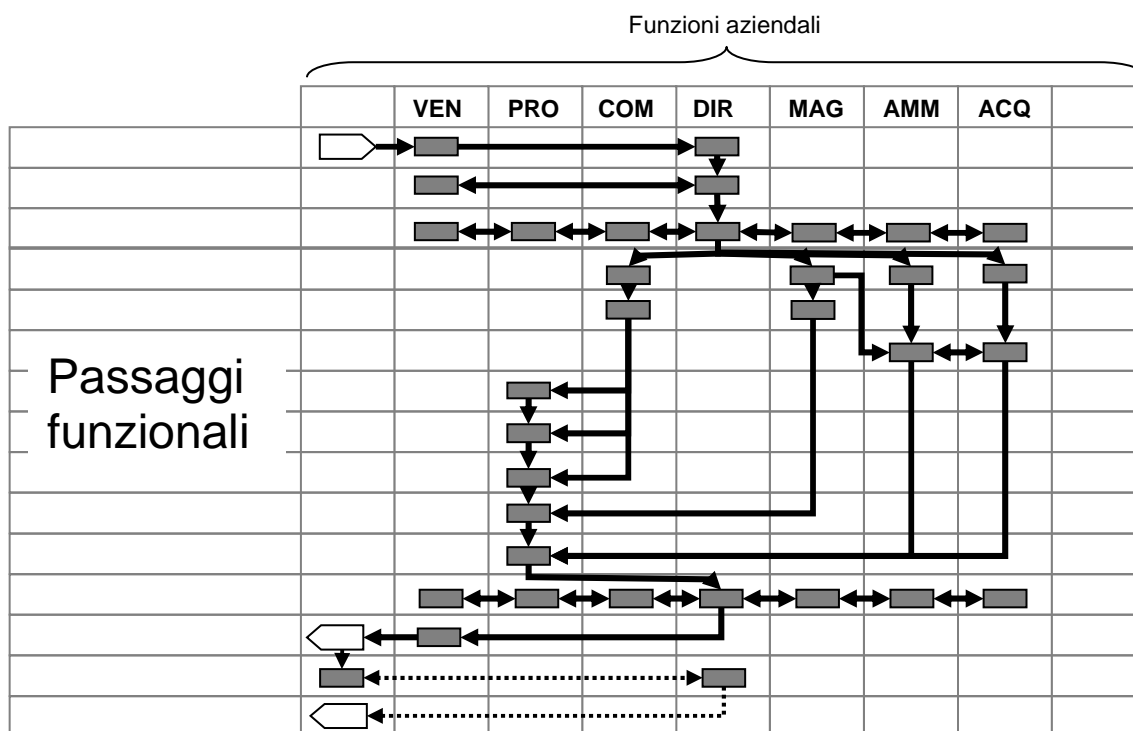 Funzioni aziendali
VEN PRO COM DIR MAG AMM ACQ
Passaggi
funzionali